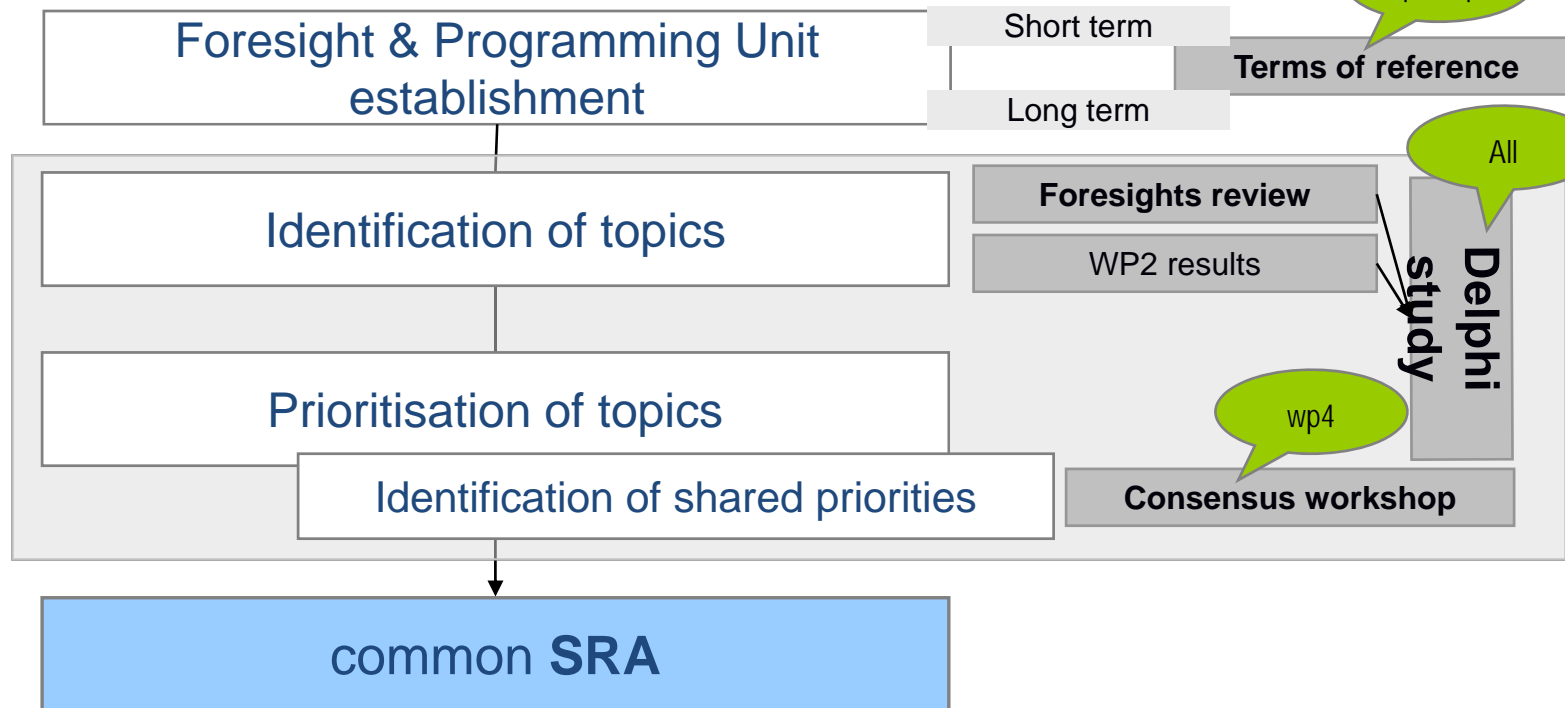 Foresight & Programming Unit
establishment
Short term
Long term
Terms of reference
All
Identification of topics
Foresights review
WP2 results
Delphi
study
Prioritisation of topics
wp4
Identification of shared priorities
Consensus workshop
common SRA